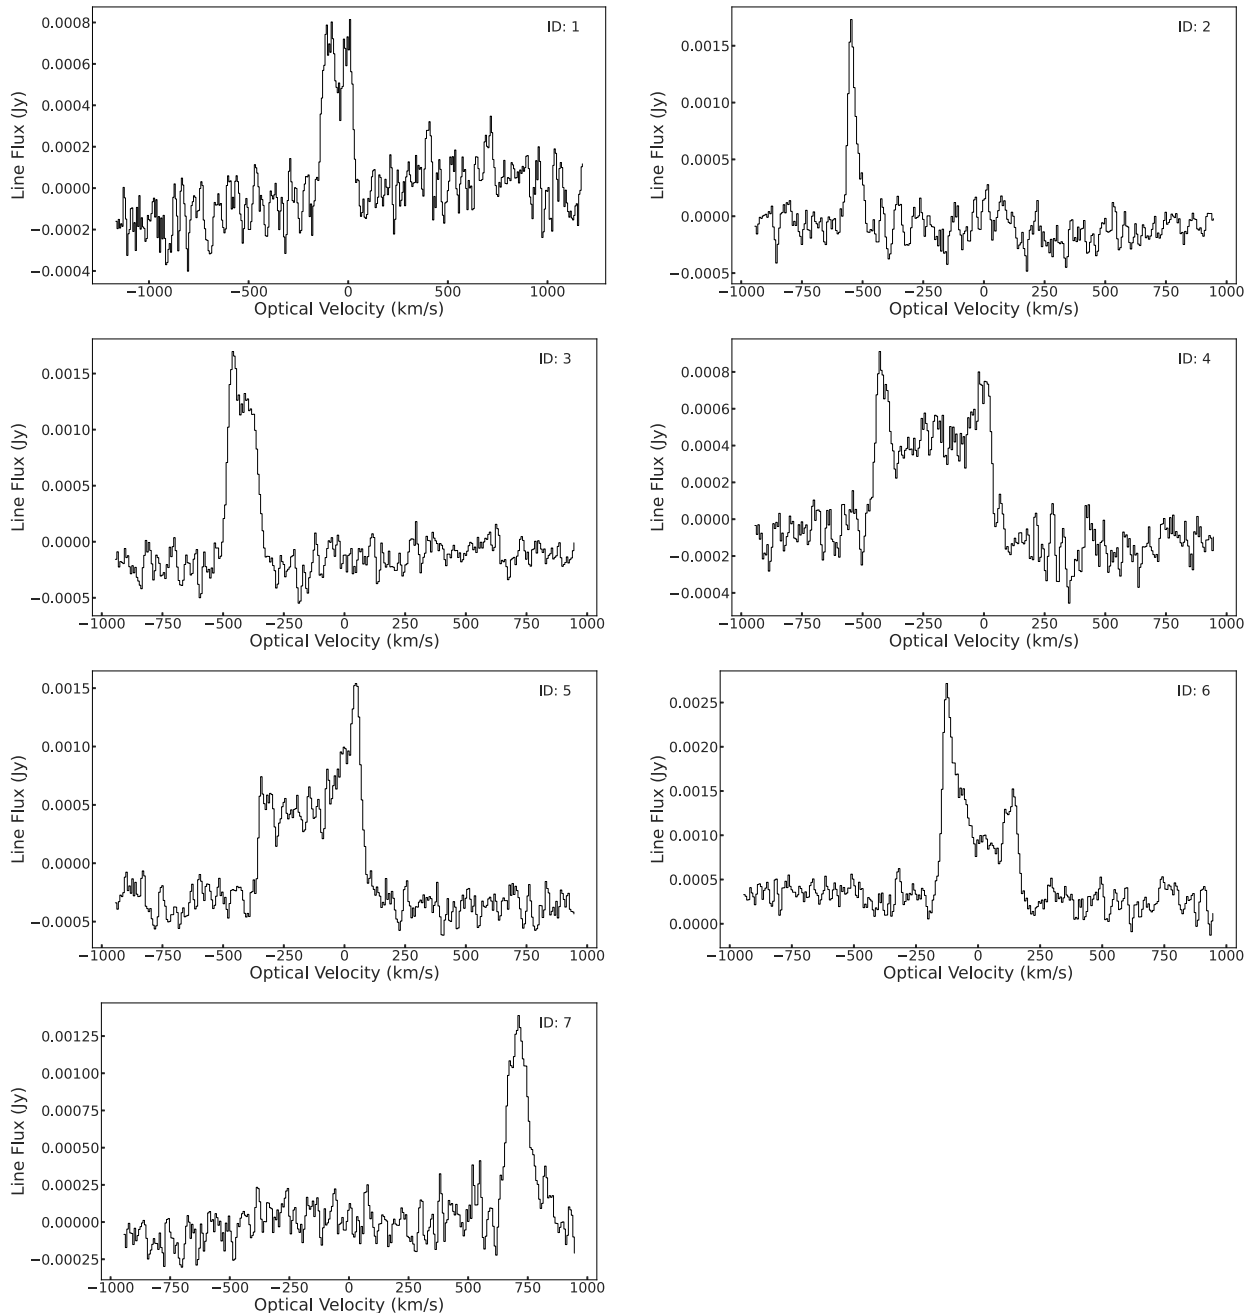 ID: 1
0.0008
0.0006
0.0004
0.0002
0.0000
−0.0002
−0.0004
Line Flux (Jy)
−1000 −500 0 500 1000
Optical Velocity (km/s)
ID: 2
0.0015
0.0010
0.0005
0.0000
−0.0005
Line Flux (Jy)
−1000 −750 −500 −250 0 250 500 750 1000
Optical Velocity (km/s)
ID: 3
0.0015
0.0010
0.0005
0.0000
−0.0005
Line Flux (Jy)
−1000 −750 −500 −250 0 250 500 750 1000
Optical Velocity (km/s)
ID: 4
0.0008
0.0006
0.0004
0.0002
0.0000
−0.0002
−0.0004
Line Flux (Jy)
−1000 −750 −500 −250 0 250 500 750 1000
Optical Velocity (km/s)
ID: 5
0.0015
0.0010
0.0005
0.0000
−0.0005
Line Flux (Jy)
−1000 −750 −500 −250 0 250 500 750 1000
Optical Velocity (km/s)
ID: 6
0.0025
0.0020
0.0015
0.0010
0.0005
0.0000
Line Flux (Jy)
−1000 −750 −500 −250 0 250 500 750 1000
Optical Velocity (km/s)
ID: 7
0.00125
0.00100
0.00075
0.00050
0.00025
0.00000
−0.00025
Line Flux (Jy)
−1000 −750 −500 −250 0 250 500 750 1000
Optical Velocity (km/s)